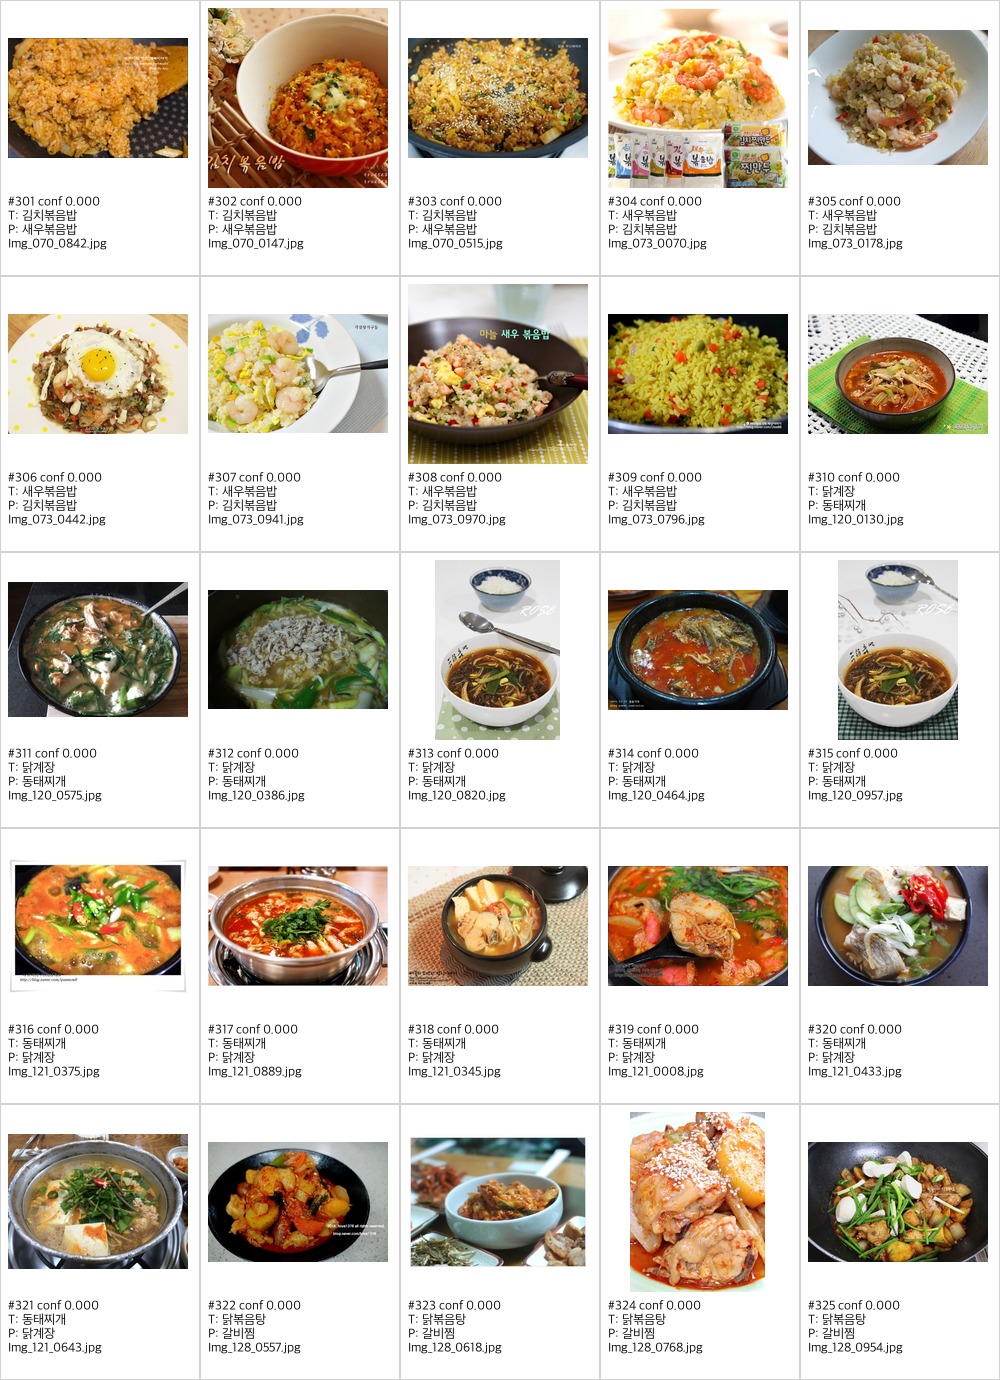 #301 conf 0.000
T: 김치볶음밥
P: 새우볶음밥
Img_070_0842.jpg
김치볶음밥
#302 conf 0.000
T: 김치볶음밥
P: 새우볶음밥
Img_070_0147.jpg
#303 conf 0.000
T: 김치볶음밥
P: 새우볶음밥
Img_070_0515.jpg
#304 conf 0.000
T: 새우볶음밥
P: 김치볶음밥
Img_073_0070.jpg
#305 conf 0.000
T: 새우볶음밥
P: 김치볶음밥
Img_073_0178.jpg
#306 conf 0.000
T: 새우볶음밥
P: 김치볶음밥
Img_073_0442.jpg
#307 conf 0.000
T: 새우볶음밥
P: 김치볶음밥
Img_073_0941.jpg
마늘 새우 볶음밥
#308 conf 0.000
T: 새우볶음밥
P: 김치볶음밥
Img_073_0970.jpg
#309 conf 0.000
T: 새우볶음밥
P: 김치볶음밥
Img_073_0796.jpg
#310 conf 0.000
T: 닭계장
P: 동태찌개
Img_120_0130.jpg
#311 conf 0.000
T: 닭계장
P: 동태찌개
Img_120_0575.jpg
#312 conf 0.000
T: 닭계장
P: 동태찌개
Img_120_0386.jpg
ROSE
#313 conf 0.000
T: 닭계장
P: 동태찌개
Img_120_0820.jpg
#314 conf 0.000
T: 닭계장
P: 동태찌개
Img_120_0464.jpg
ROSE
#315 conf 0.000
T: 닭계장
P: 동태찌개
Img_120_0957.jpg
#316 conf 0.000
T: 동태찌개
P: 닭계장
Img_121_0375.jpg
#317 conf 0.000
T: 동태찌개
P: 닭계장
Img_121_0889.jpg
#318 conf 0.000
T: 동태찌개
P: 닭계장
Img_121_0345.jpg
#319 conf 0.000
T: 동태찌개
P: 닭계장
Img_121_0008.jpg
#320 conf 0.000
T: 동태찌개
P: 닭계장
Img_121_0433.jpg
#321 conf 0.000
T: 동태찌개
P: 닭계장
Img_121_0643.jpg
#322 conf 0.000
T: 닭볶음탕
P: 갈비찜
Img_128_0557.jpg
#323 conf 0.000
T: 닭볶음탕
P: 갈비찜
Img_128_0618.jpg
#324 conf 0.000
T: 닭볶음탕
P: 갈비찜
Img_128_0768.jpg
#325 conf 0.000
T: 닭볶음탕
P: 갈비찜
Img_128_0954.jpg